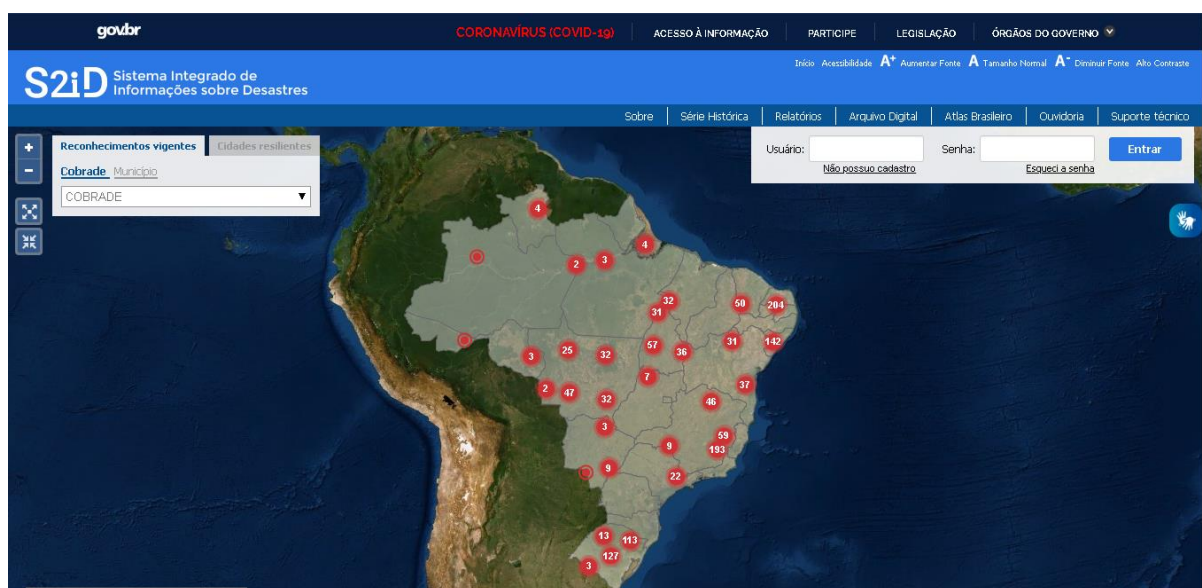 gov.br
CORONAVÍRUS (COVID-19) ACESSO À INFORMAÇÃO PARTICIPE LEGISLAÇÃO ÓRGÃOS DO GOVERNO
Início Acessibilidade A+ Aumentar Fonte A Tamanho Normal A- Diminuir Fonte Alto Contraste
S2iD Sistema Integrado de
Informações sobre Desastres
Sobre Série Histórica Relatórios Arquivo Digital Atlas Brasileiro Ouvidoria Suporte técnico
+
-
Reconhecimentos vigentes Cidades resilientes
Cobrade Município
COBRADE
Usuário: Senha: Entrar
Não possuo cadastro Esqueci a senha
4
4
2 3
32
31
50 204
57 36 31 142
3 25 32
7
2 47 32 46 37
3
9 59
193
9 22
13 113
127
3